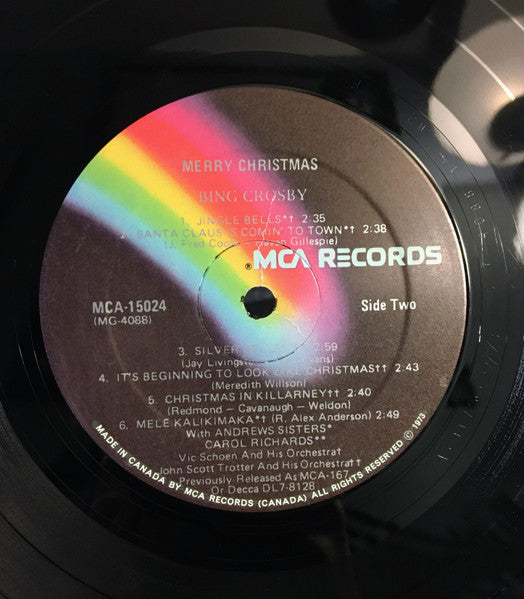 MERRY CHRISTMAS
BING CROSBY
1. JINGLE BELLS*† 2:35
2. SANTA CLAUS IS COMIN' TO TOWN*† 2:38
(J. Fred Coots - Haven Gillespie)
® MCA RECORDS
MCA-15024
(MG-4088)
Side Two
3. SILVER 2:59
(Jay Livingston Evans)
4. IT'S BEGINNING TO LOOK LIKE CHRISTMAS†† 2:43
(Meredith Willson)
5. CHRISTMAS IN KILLARNEY†† 2:40
(Redmond - Cavanaugh - Weldon)
6. MELE KALIKIMAKA*† (R. Alex Anderson) 2:49
With ANDREWS SISTERS*
CAROL RICHARDS**
Vic Schoen And His Orchestra†
John Scott Trotter And His Orchestra††
Previously Released As MCA-167
Or Decca DL7-8128
MADE IN CANADA BY MCA RECORDS (CANADA) ALL RIGHTS RESERVED © 1973